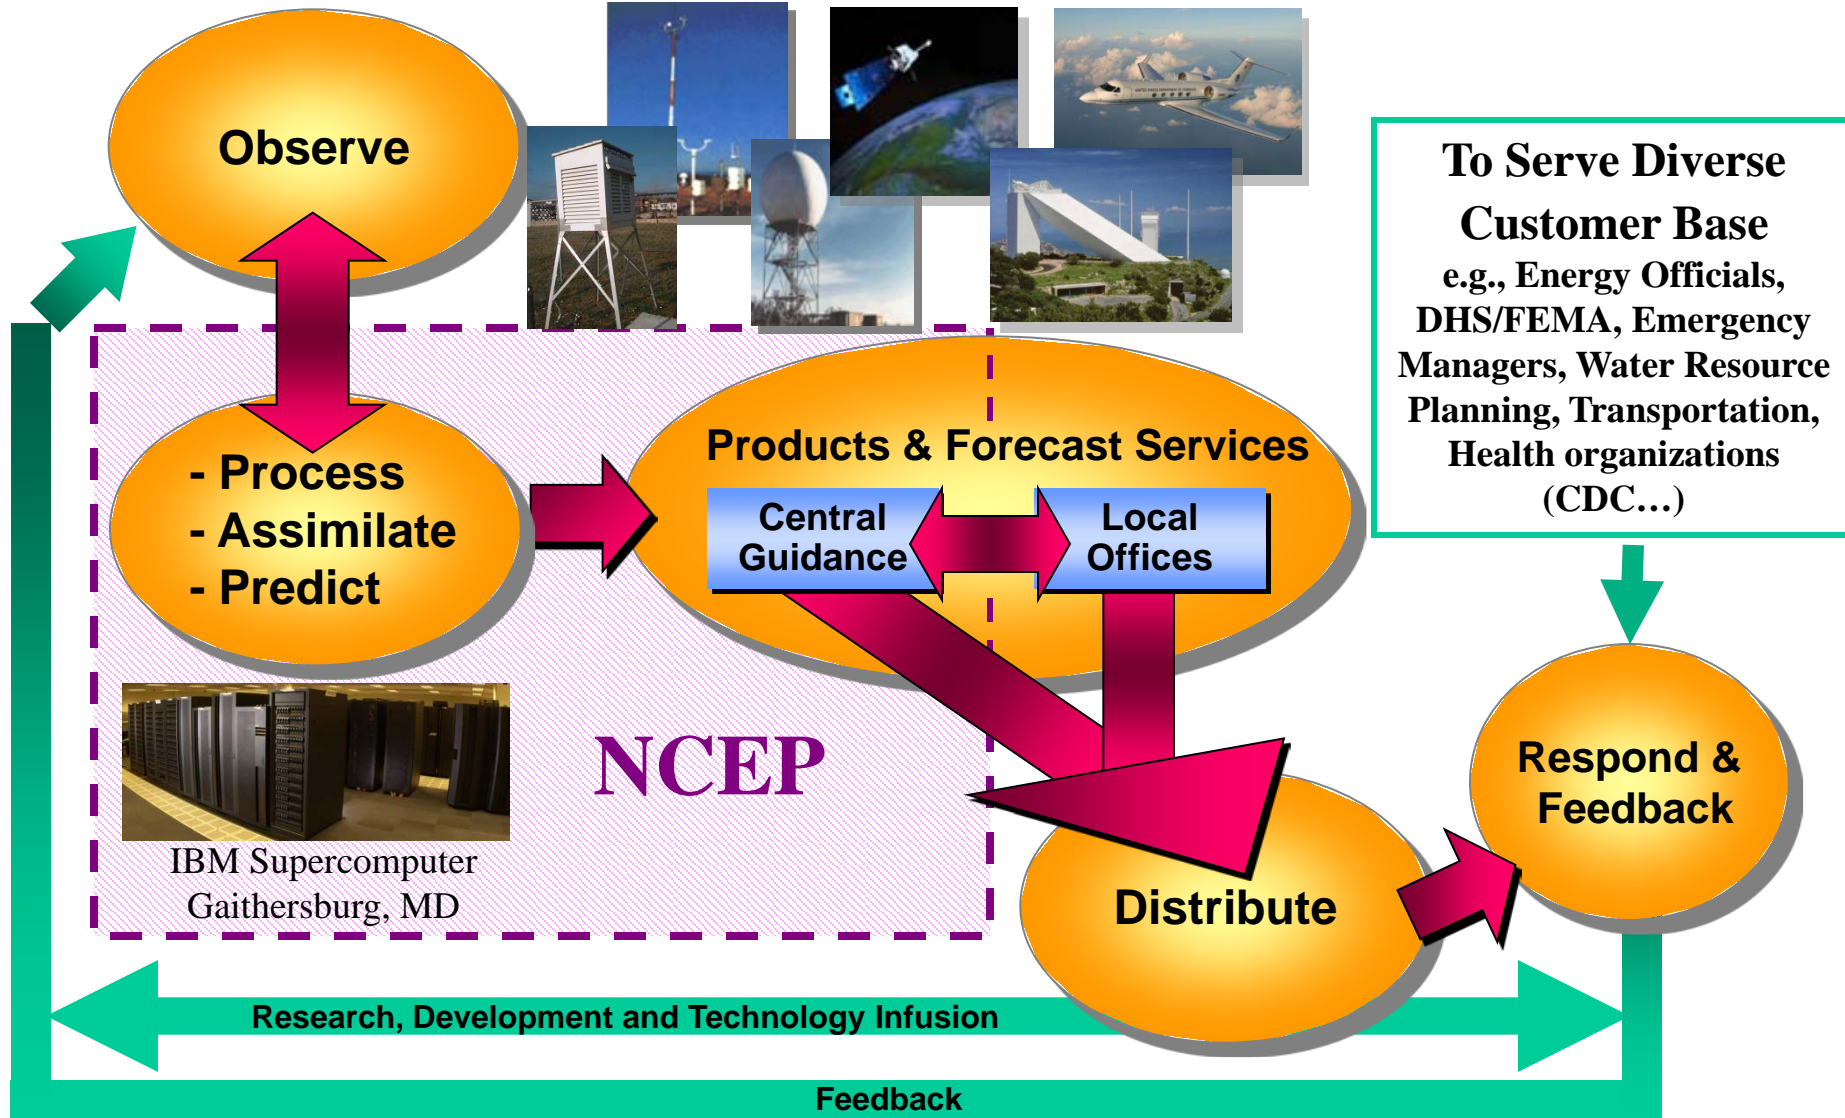 Observe
To Serve Diverse
Customer Base
e.g., Energy Officials,
DHS/FEMA, Emergency
Managers, Water Resource
Planning, Transportation,
Health organizations
(CDC…)
- Process
- Assimilate
- Predict
Products & Forecast Services
Central
Guidance
Local
Offices
NCEP
IBM Supercomputer
Gaithersburg, MD
Respond &
Feedback
Distribute
Research, Development and Technology Infusion
Feedback